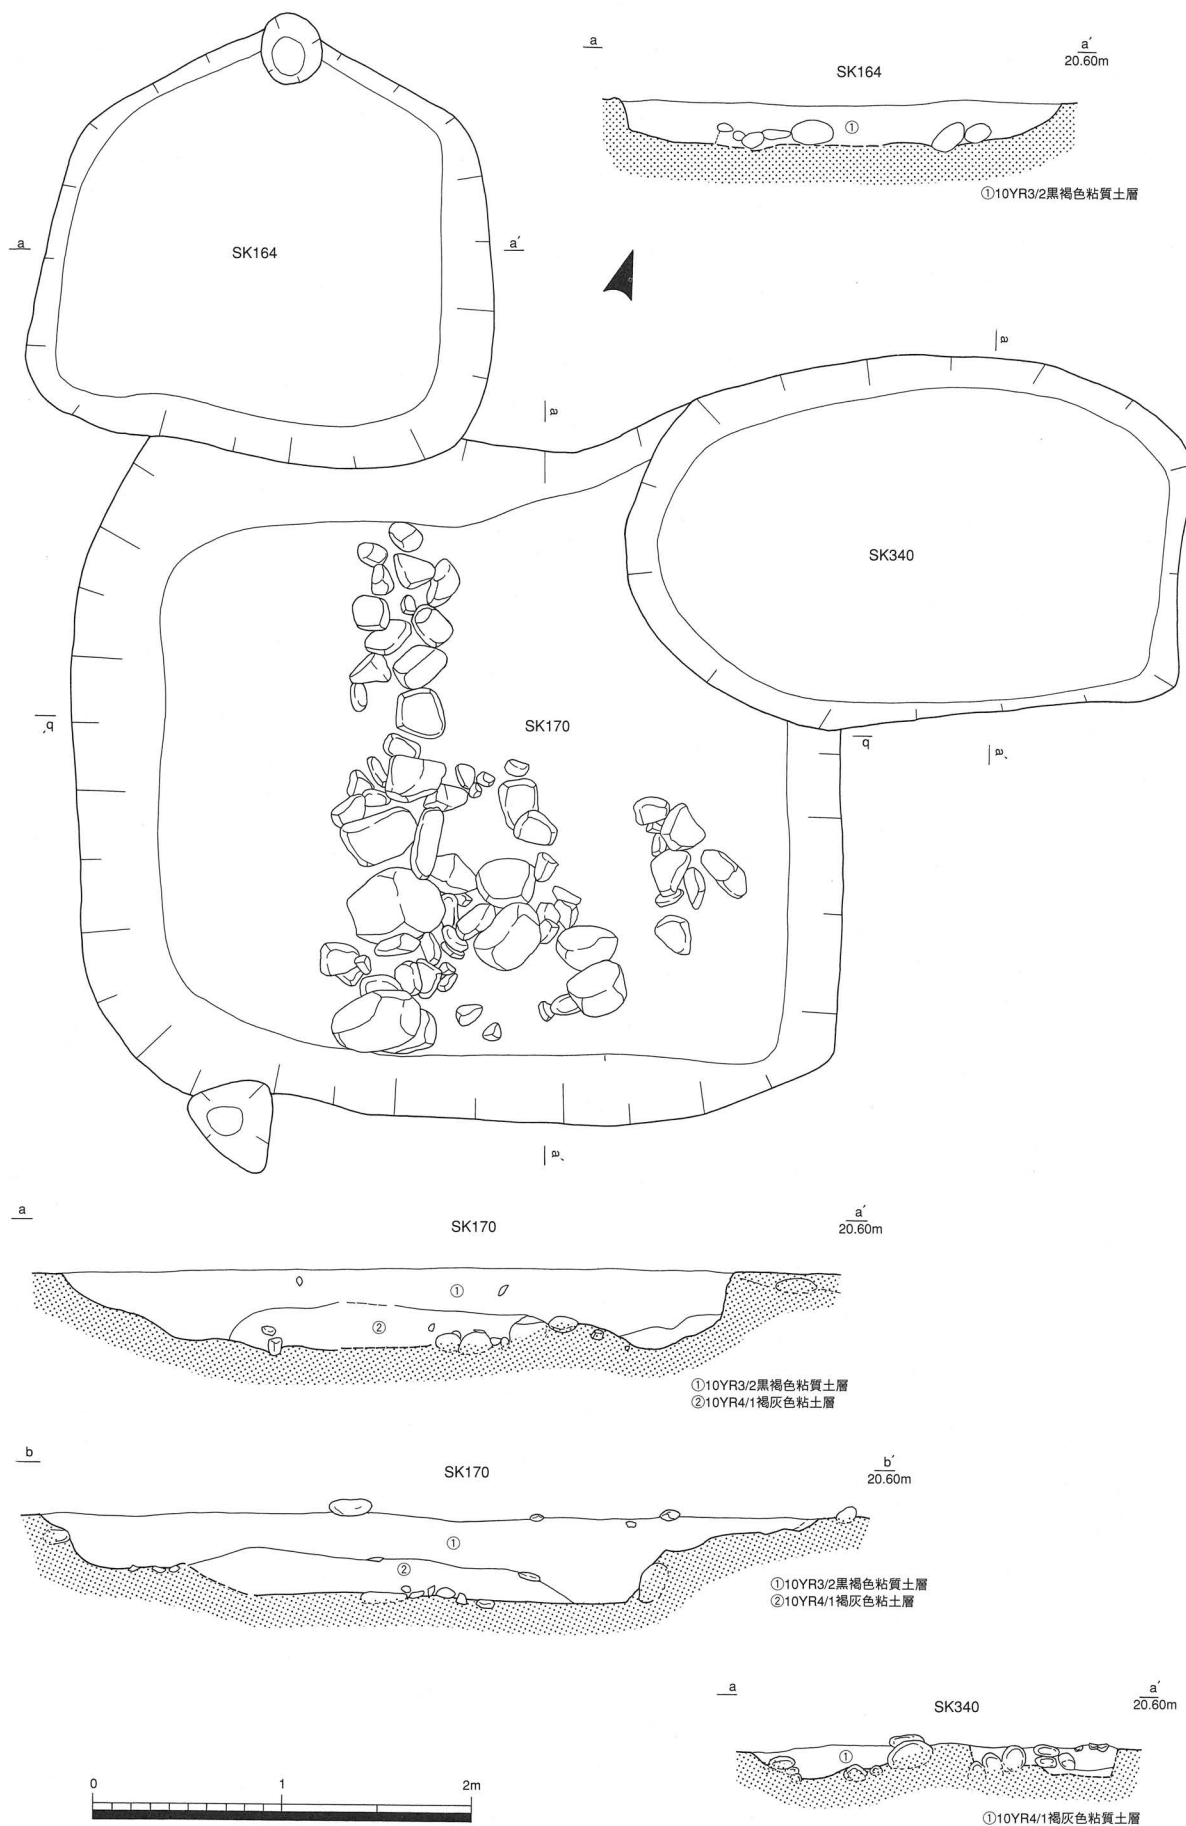 a
a′
20.60m
SK164
①
①10YR3/2黒褐色粘質土層
a
SK164
a′
a
a
SK340
b′
SK170
b
a′
a′
a
SK170
a′
20.60m
①
②
①10YR3/2黒褐色粘質土層
②10YR4/1褐灰色粘土層
b
SK170
b′
20.60m
①
②
①10YR3/2黒褐色粘質土層
②10YR4/1褐灰色粘土層
a
SK340
a′
20.60m
①
①10YR4/1褐灰色粘質土層
0 1 2m